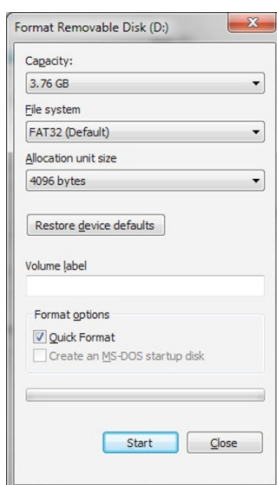 Format Removable Disk (D:)
Capacity:
3.76 GB
File system
FAT32 (Default)
Allocation unit size
4096 bytes
Restore device defaults
Volume label
Format options
Quick Format
Create an MS-DOS startup disk
Start Close